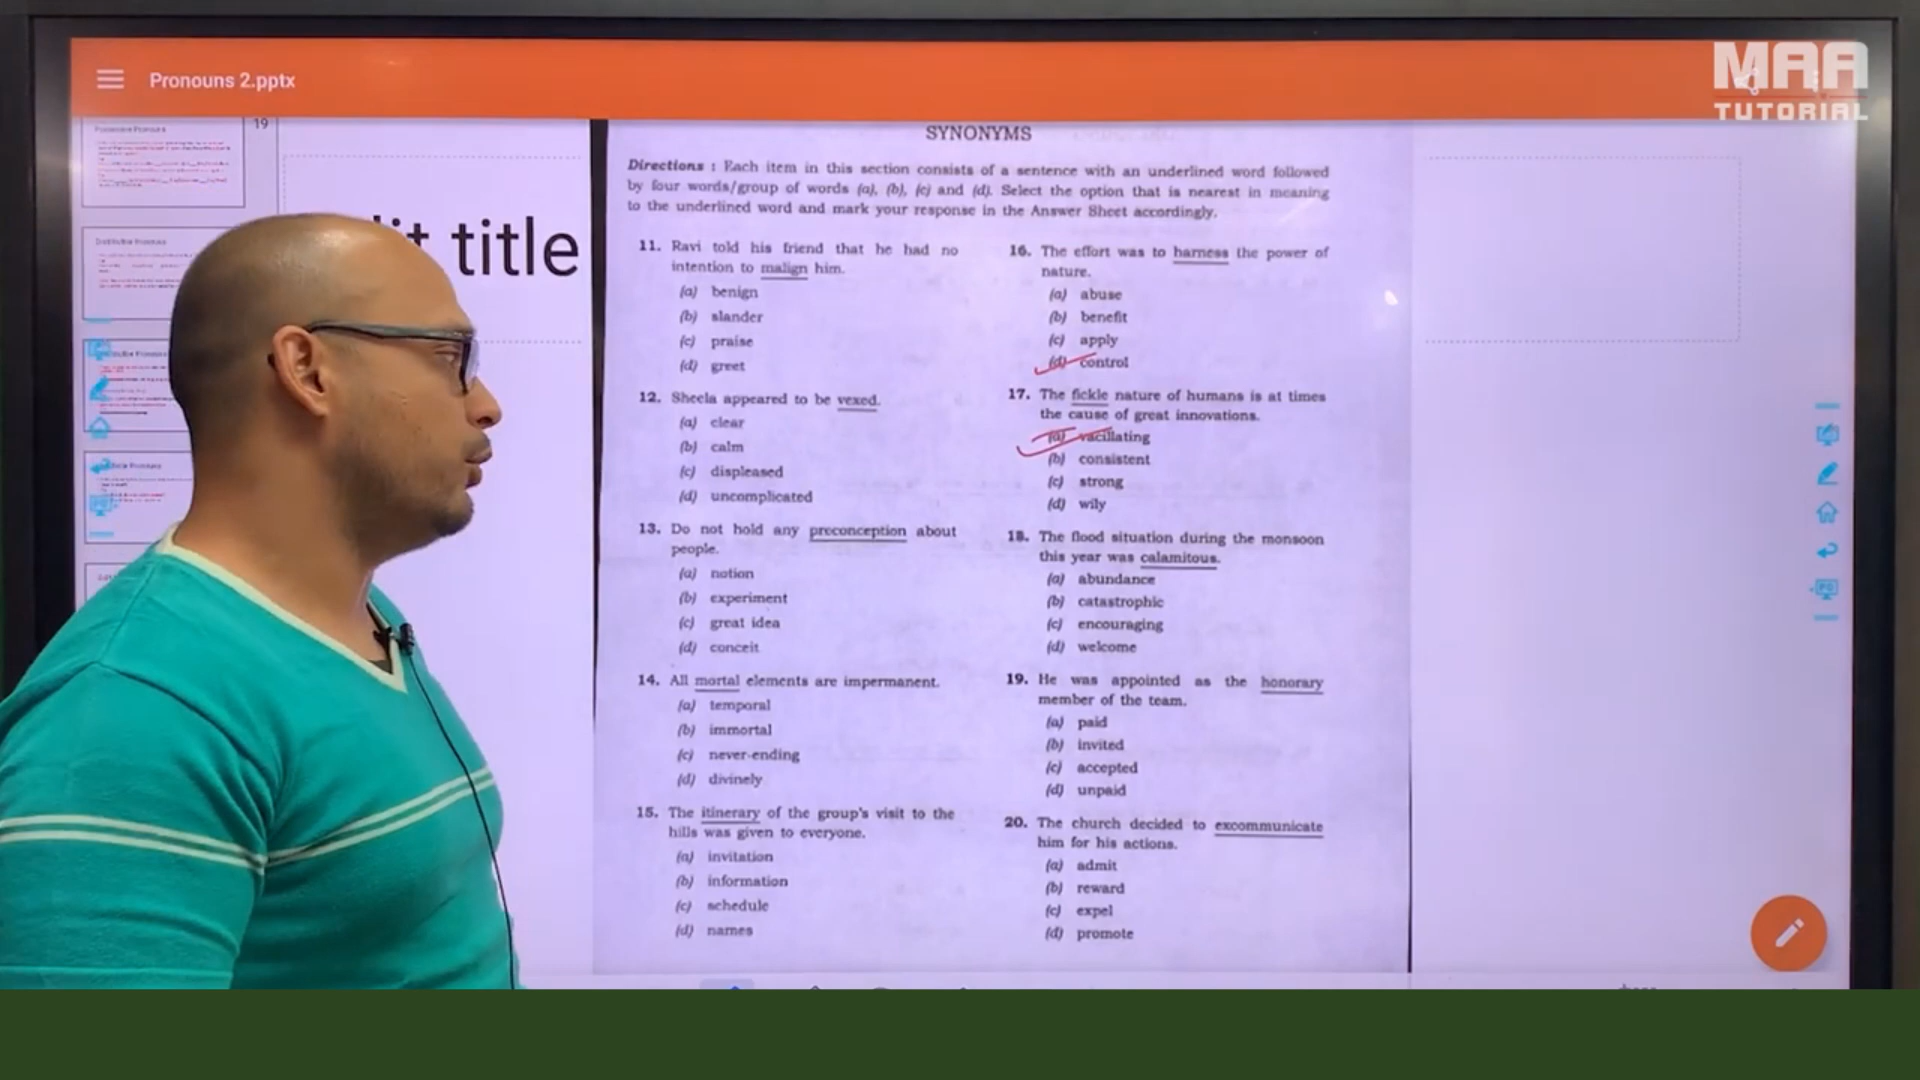 Pronouns 2.pptx
MAA
TUTORIAL
19
title
SYNONYMS
Directions : Each item in this section consists of a sentence with an underlined word followed
by four words/group of words (a), (b), (c) and (d). Select the option that is nearest in meaning
to the underlined word and mark your response in the Answer Sheet accordingly.
11. Ravi told his friend that he had no
intention to malign him.
(a) benign
(b) slander
(c) praise
(d) greet
12. Sheela appeared to be vexed.
(a) clear
(b) calm
(c) displeased
(d) uncomplicated
13. Do not hold any preconception about
people.
(a) notion
(b) experiment
(c) great idea
(d) conceit
14. All mortal elements are impermanent.
(a) temporal
(b) immortal
(c) never-ending
(d) divinely
15. The itinerary of the group's visit to the
hills was given to everyone.
(a) invitation
(b) information
(c) schedule
(d) names
16. The effort was to harness the power of
nature.
(a) abuse
(b) benefit
(c) apply
(d) control
17. The fickle nature of humans is at times
the cause of great innovations.
(a) vacillating
(b) consistent
(c) strong
(d) wily
18. The flood situation during the monsoon
this year was calamitous.
(a) abundance
(b) catastrophic
(c) encouraging
(d) welcome
19. He was appointed as the honorary
member of the team.
(a) paid
(b) invited
(c) accepted
(d) unpaid
20. The church decided to excommunicate
him for his actions.
(a) admit
(b) reward
(c) expel
(d) promote